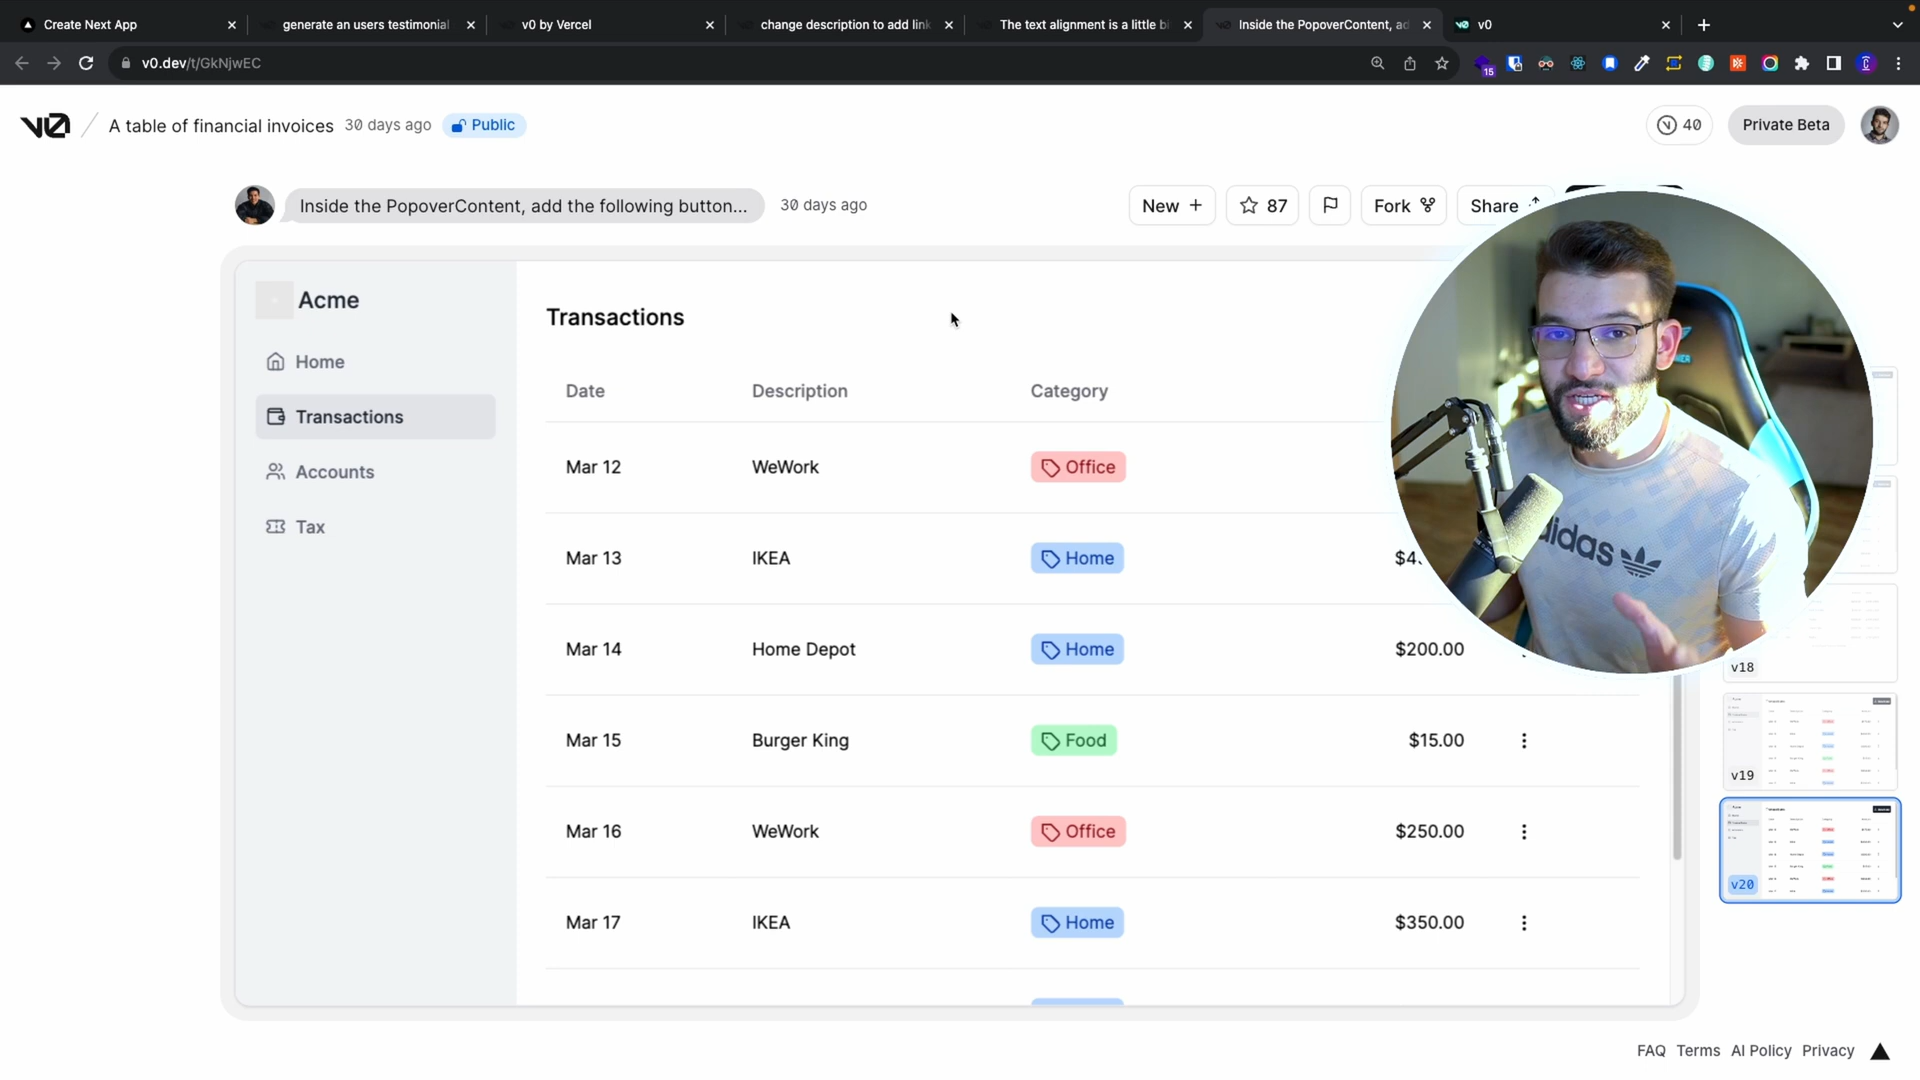 Create Next App
generate an users testimonial
v0 by Vercel
change description to add link
The text alignment is a little bi
Inside the PopoverContent, ad
v0
v0.dev/t/GkNjwEC
15
A table of financial invoices
30 days ago
Public
40
Private Beta
Inside the PopoverContent, add the following button...
30 days ago
New +
87
Fork
Share
Acme
Home
Transactions
Accounts
Tax
Transactions
Date Description Category
Mar 12 WeWork Office
Mar 13 IKEA Home
Mar 14 Home Depot Home $200.00
Mar 15 Burger King Food $15.00
Mar 16 WeWork Office $250.00
Mar 17 IKEA Home $350.00
adidas
v18
v19
v20
FAQ Terms AI Policy Privacy